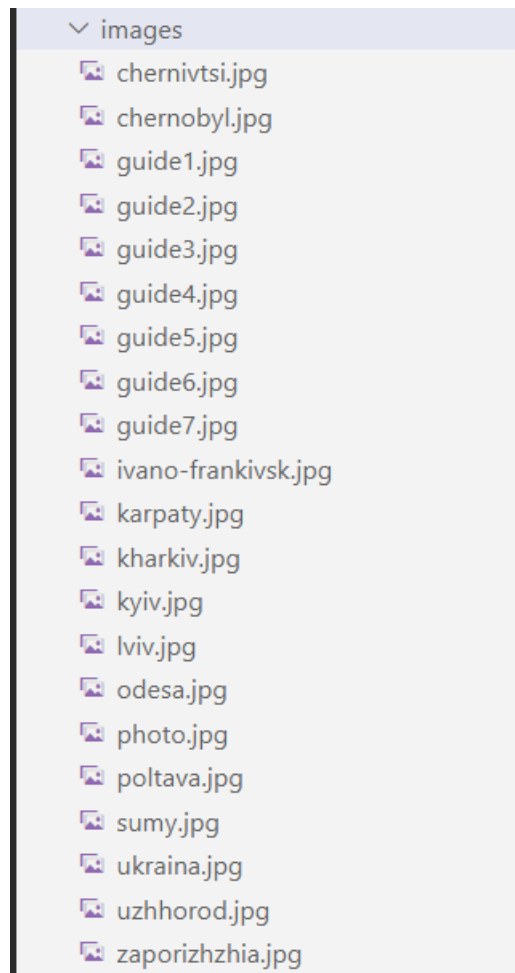 images
chernivtsi.jpg
chernobyl.jpg
guide1.jpg
guide2.jpg
guide3.jpg
guide4.jpg
guide5.jpg
guide6.jpg
guide7.jpg
ivano-frankivsk.jpg
karpaty.jpg
kharkiv.jpg
kyiv.jpg
lviv.jpg
odesa.jpg
photo.jpg
poltava.jpg
sumy.jpg
ukraina.jpg
uzhhorod.jpg
zaporizhzhia.jpg